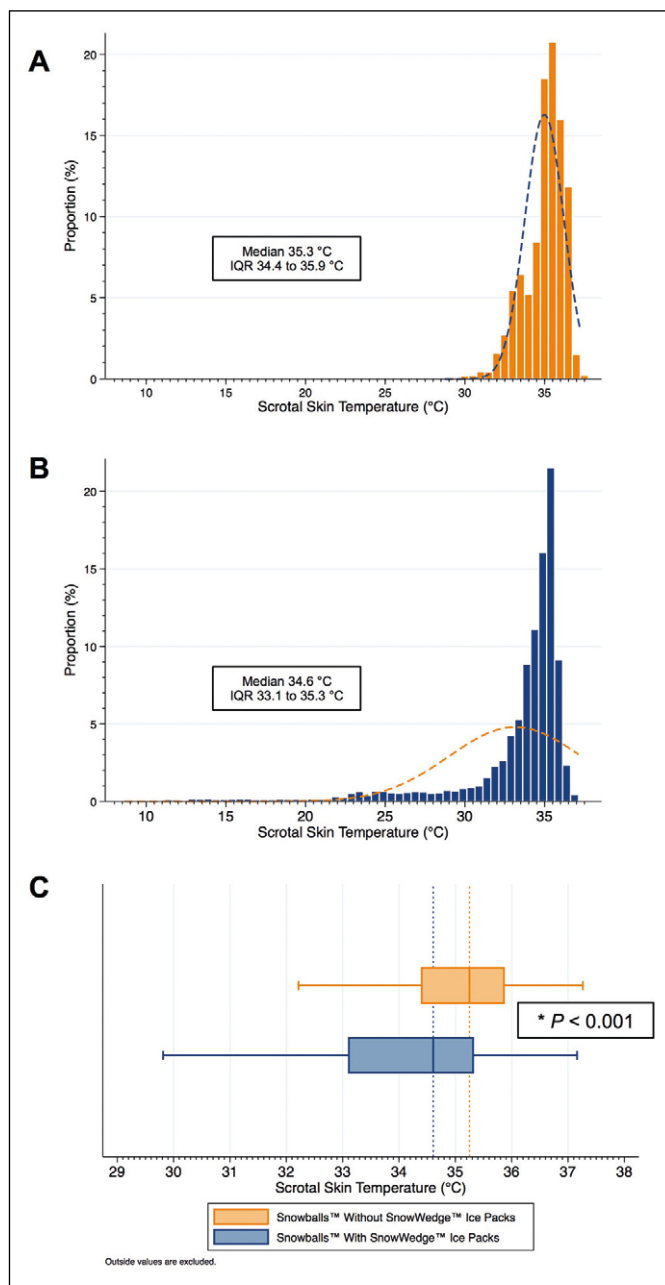 A
20
15
10
5
0
Proportion (%)
Median 35.3 °C
IQR 34.4 to 35.9 °C
10 15 20 25 30 35
Scrotal Skin Temperature (°C)
B
20
15
10
5
0
Proportion (%)
Median 34.6 °C
IQR 33.1 to 35.3 °C
10 15 20 25 30 35
Scrotal Skin Temperature (°C)
C
* P < 0.001
29 30 31 32 33 34 35 36 37 38
Scrotal Skin Temperature (°C)
Snowballs™ Without SnowWedge™ Ice Packs
Snowballs™ With SnowWedge™ Ice Packs
Outside values are excluded.